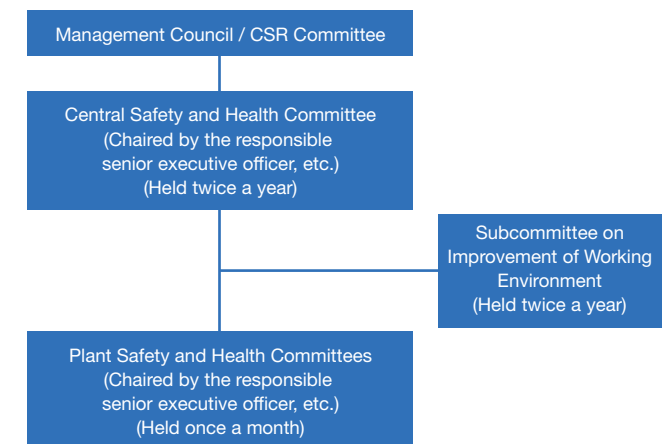 Management Council / CSR Committee
Central Safety and Health Committee
(Chaired by the responsible
senior executive officer, etc.)
(Held twice a year)
Subcommittee on
Improvement of Working
Environment
(Held twice a year)
Plant Safety and Health Committees
(Chaired by the responsible
senior executive officer, etc.)
(Held once a month)